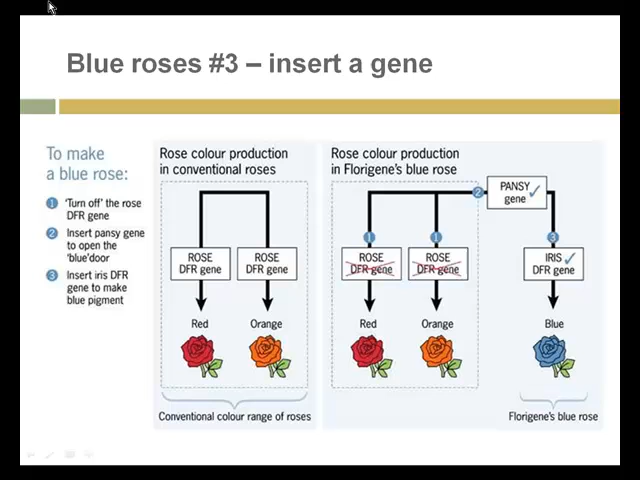 Blue roses #3 – insert a gene
To make
a blue rose:
1 'Turn off' the rose
DFR gene
2 Insert pansy gene
to open the
'blue'door
3 Insert iris DFR
gene to make
blue pigment
Rose colour production
in conventional roses
ROSE
DFR gene
ROSE
DFR gene
Red
Orange
Conventional colour range of roses
Rose colour production
in Florigene's blue rose
2
PANSY
gene
1
1
3
ROSE
DFR gene
ROSE
DFR gene
IRIS
DFR gene
Red
Orange
Blue
Florigene's blue rose